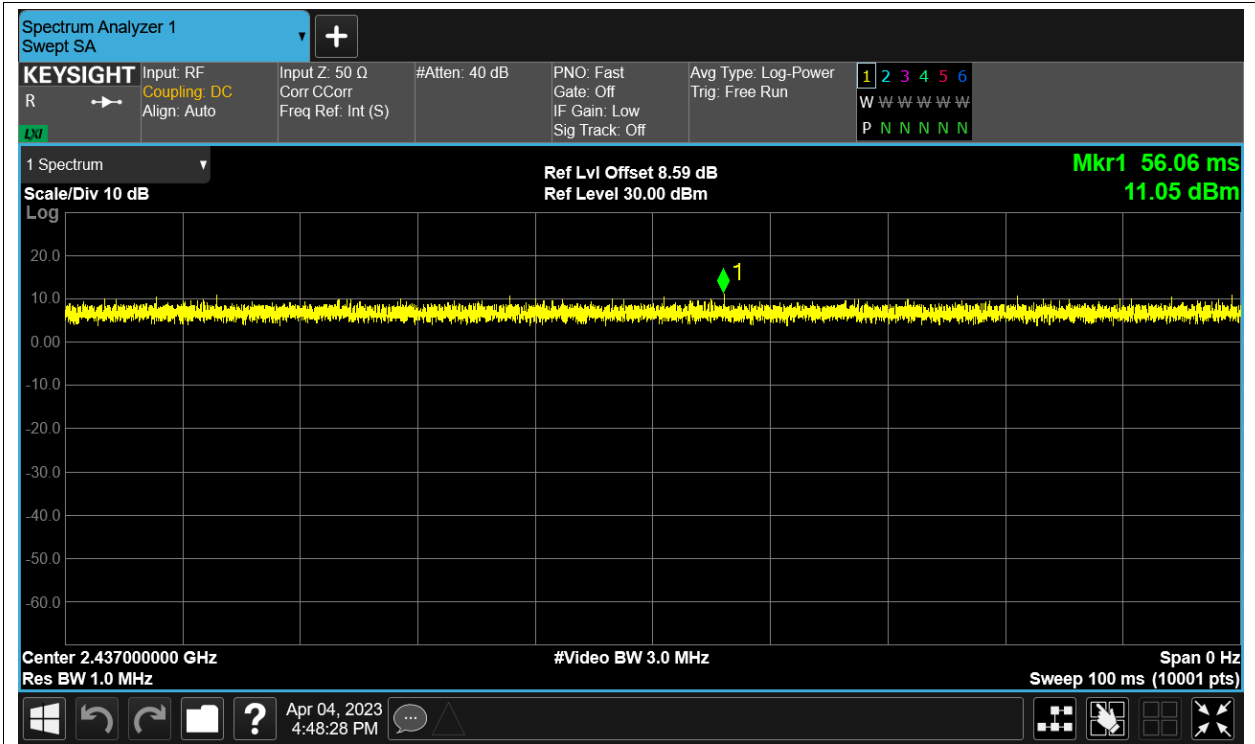 Spectrum Analyzer 1
Swept SA
KEYSIGHT
R
LXI
Input: RF
Coupling: DC
Align: Auto
Input Z: 50 Ω
Corr CCorr
Freq Ref: Int (S)
#Atten: 40 dB
PNO: Fast
Gate: Off
IF Gain: Low
Sig Track: Off
Avg Type: Log-Power
Trig: Free Run
1 2 3 4 5 6
W W W W W W
P N N N N N
1 Spectrum
Scale/Div 10 dB
Log
Ref Lvl Offset 8.59 dB
Ref Level 30.00 dBm
Mkr1 56.06 ms
11.05 dBm
1
20.0
10.0
0.00
-10.0
-20.0
-30.0
-40.0
-50.0
-60.0
Center 2.437000000 GHz
Res BW 1.0 MHz
#Video BW 3.0 MHz
Span 0 Hz
Sweep 100 ms (10001 pts)
?
Apr 04, 2023
4:48:28 PM